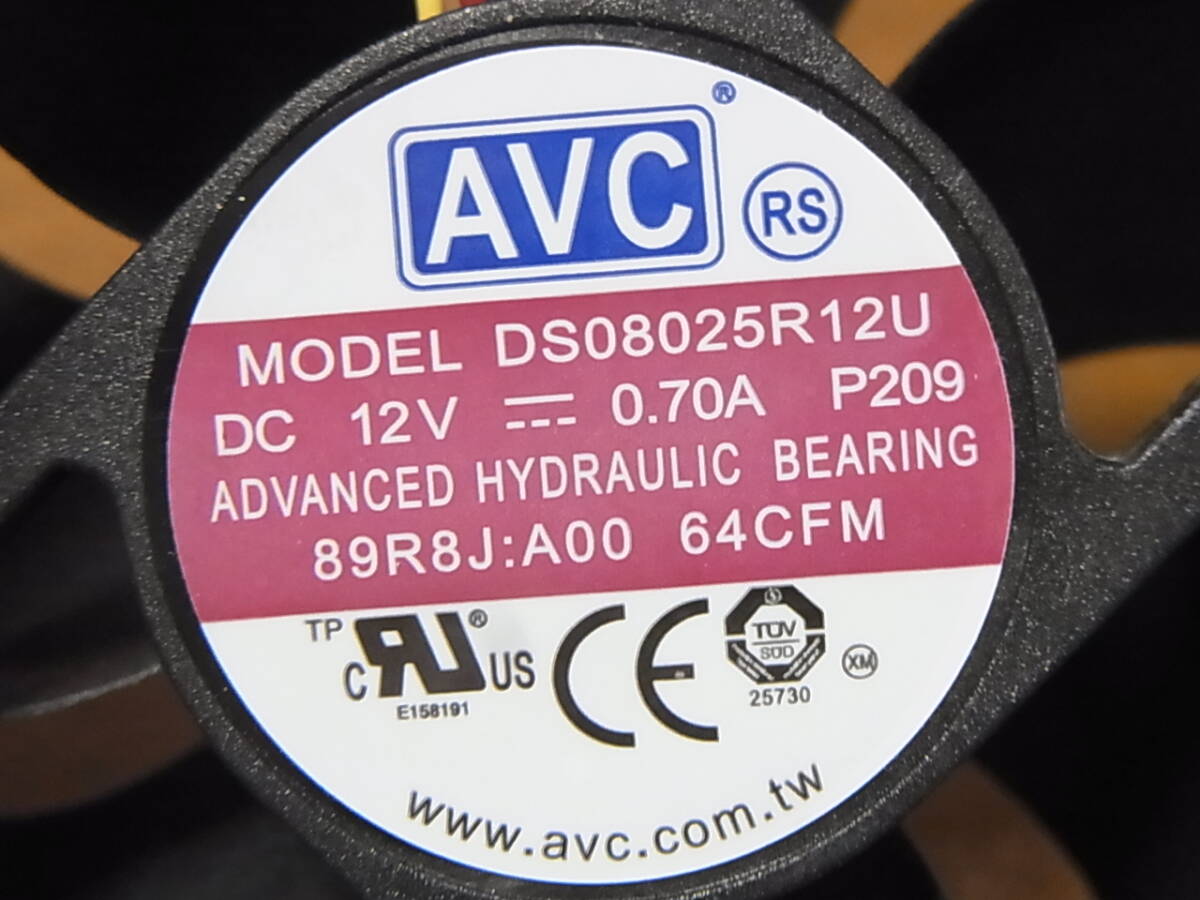 AVC ®
RS
MODEL DS08025R12U
DC 12V ⎓ 0.70A P209
ADVANCED HYDRAULIC BEARING
89R8J:A00 64CFM
TP
C RU ® US
E158191
CE
TÜV
SÜD
25730
XM
www.avc.com.tw